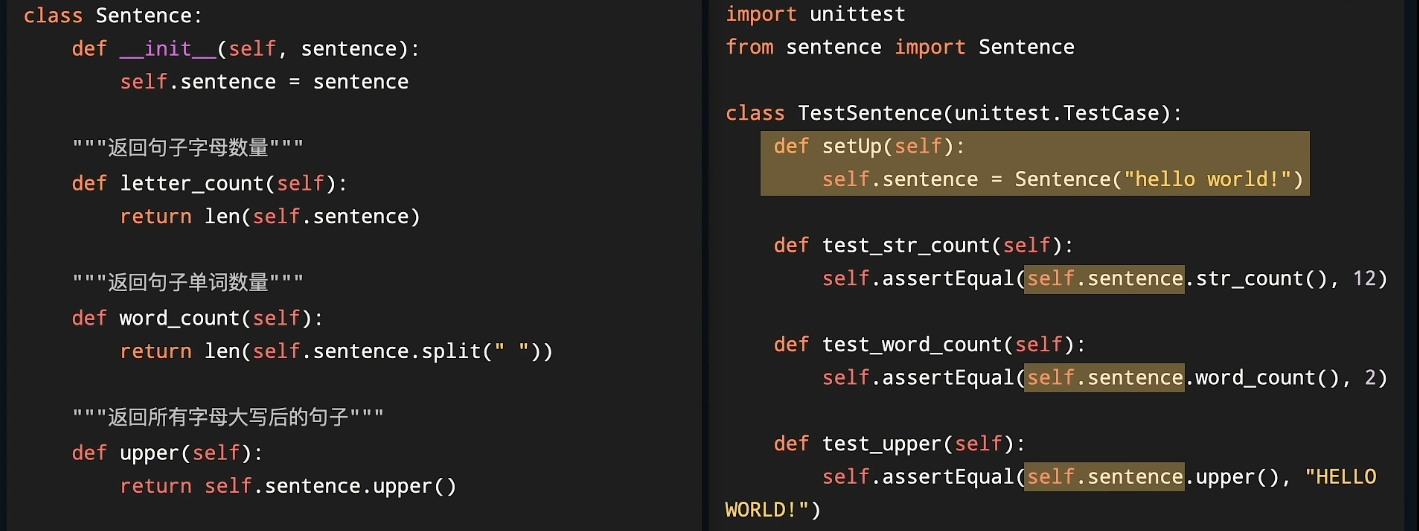 class Sentence:
    def __init__(self, sentence):
        self.sentence = sentence
    """返回句子字母数量"""
    def letter_count(self):
        return len(self.sentence)
    """返回句子单词数量"""
    def word_count(self):
        return len(self.sentence.split(" "))
    """返回所有字母大写后的句子"""
    def upper(self):
        return self.sentence.upper()
import unittest
from sentence import Sentence
class TestSentence(unittest.TestCase):
    def setUp(self):
        self.sentence = Sentence("hello world!")
    def test_str_count(self):
        self.assertEqual(self.sentence.str_count(), 12)
    def test_word_count(self):
        self.assertEqual(self.sentence.word_count(), 2)
    def test_upper(self):
        self.assertEqual(self.sentence.upper(), "HELLO
WORLD!")